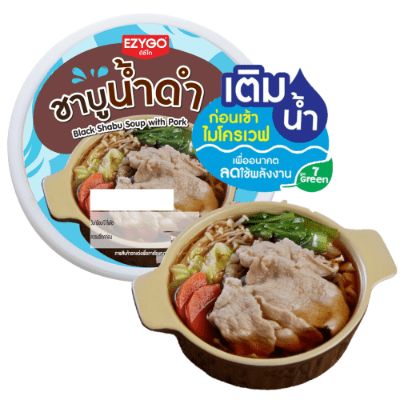 EZYGO
อีซี่โก
ชาบูน้ำดำ
Black Shabu Soup with Pork
เติม
น้ำ
ก่อนเข้า
ไมโครเวฟ
เพื่ออนาคต
ลดใช้พลังงาน
7
Green